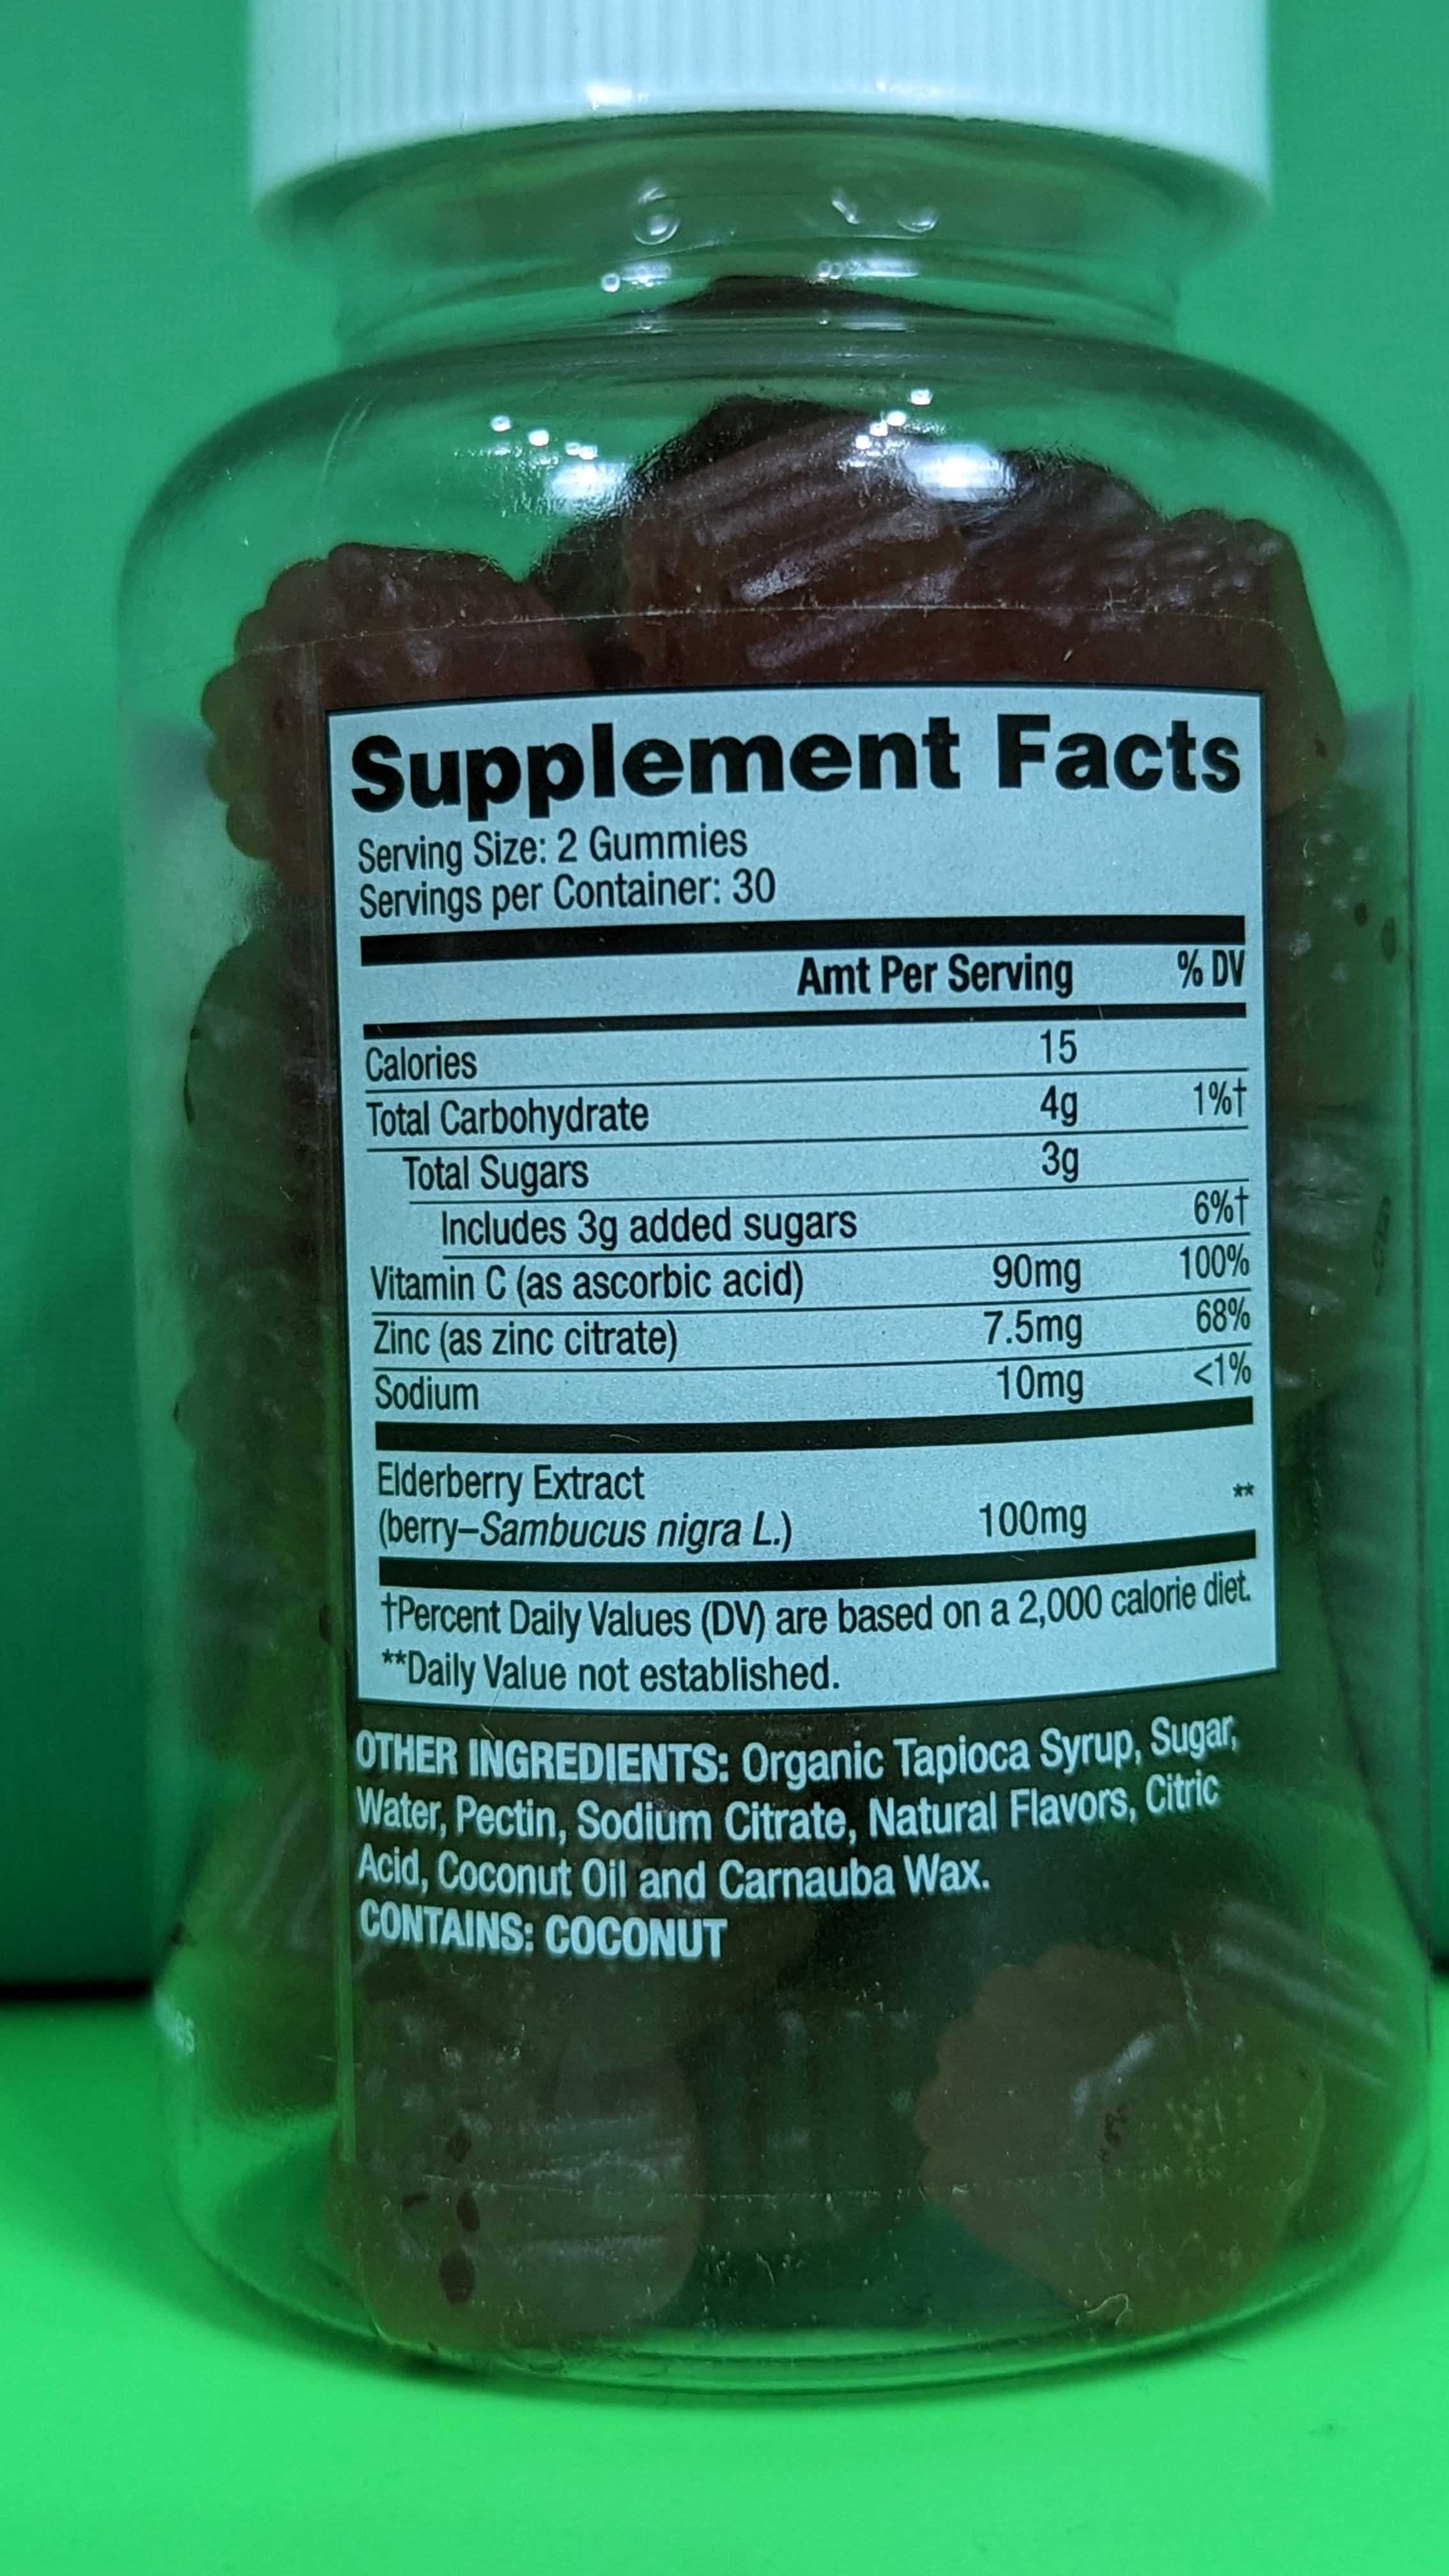 Supplement Facts
Serving Size: 2 Gummies
Servings per Container: 30
Amt Per Serving % DV
Calories 15
Total Carbohydrate 4g 1%†
Total Sugars 3g
Includes 3g added sugars 6%†
Vitamin C (as ascorbic acid) 90mg 100%
Zinc (as zinc citrate) 7.5mg 68%
Sodium 10mg <1%
Elderberry Extract
(berry–Sambucus nigra L.) 100mg **
†Percent Daily Values (DV) are based on a 2,000 calorie diet.
**Daily Value not established.
OTHER INGREDIENTS: Organic Tapioca Syrup, Sugar,
Water, Pectin, Sodium Citrate, Natural Flavors, Citric
Acid, Coconut Oil and Carnauba Wax.
CONTAINS: COCONUT